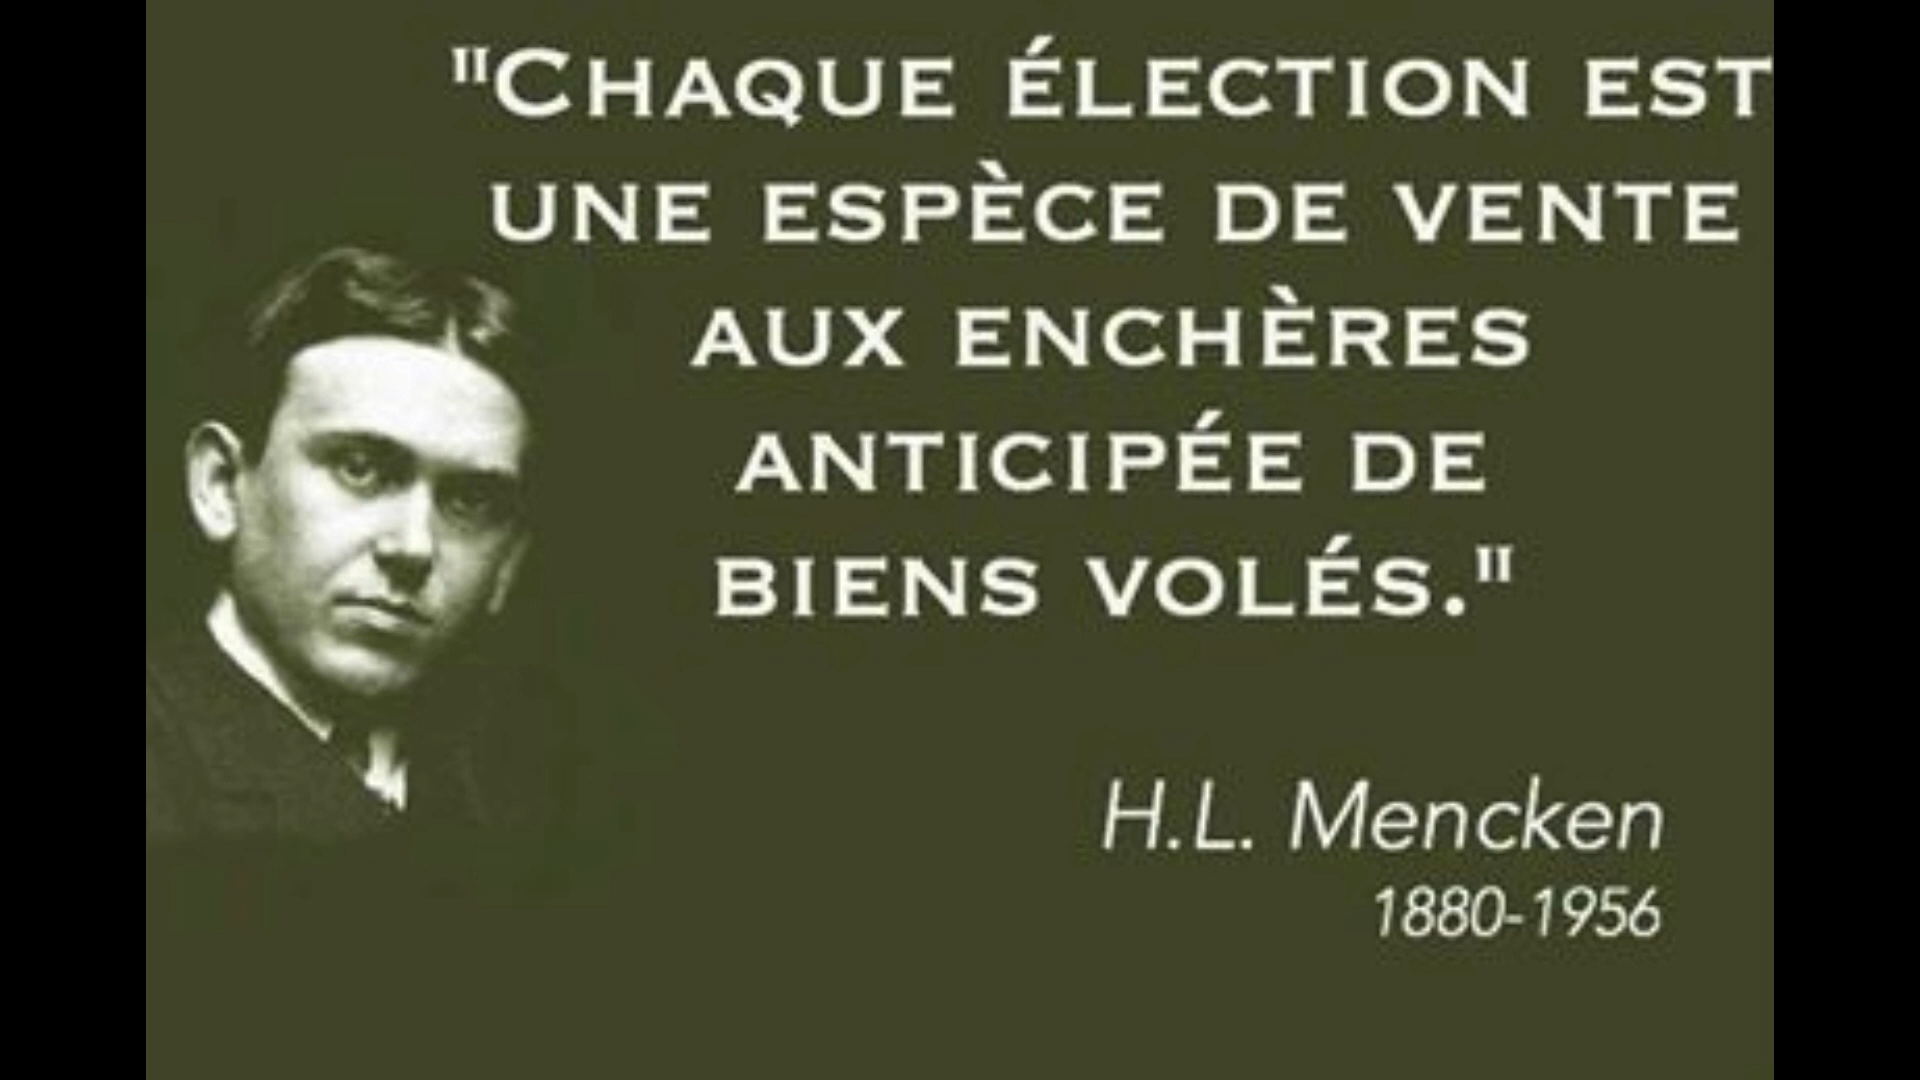 "CHAQUE ÉLECTION EST
UNE ESPÈCE DE VENTE
AUX ENCHÈRES
ANTICIPÉE DE
BIENS VOLÉS."
H.L. Mencken
1880-1956